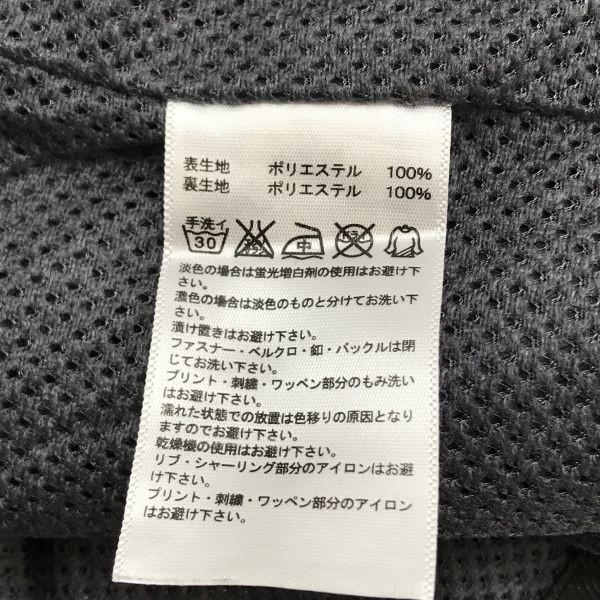 表生地 ポリエステル 100%
裏生地 ポリエステル 100%
手洗イ
30 エンソサラシ 中 ドライ
淡色の場合は蛍光増白剤の使用はお避け下
さい。
濃色の場合は淡色のものと分けてお洗い下
さい。
漬け置きはお避け下さい。
ファスナー・ベルクロ・釦・バックルは閉
じてお洗い下さい。
プリント・刺繍・ワッペン部分のもみ洗い
はお避け下さい。
濡れた状態での放置は色移りの原因となり
ますのでお避け下さい。
乾燥機の使用はお避け下さい。
リブ・シャーリング部分のアイロンはお避け
下さい。
プリント・刺繍・ワッペン部分のアイロン
はお避け下さい。